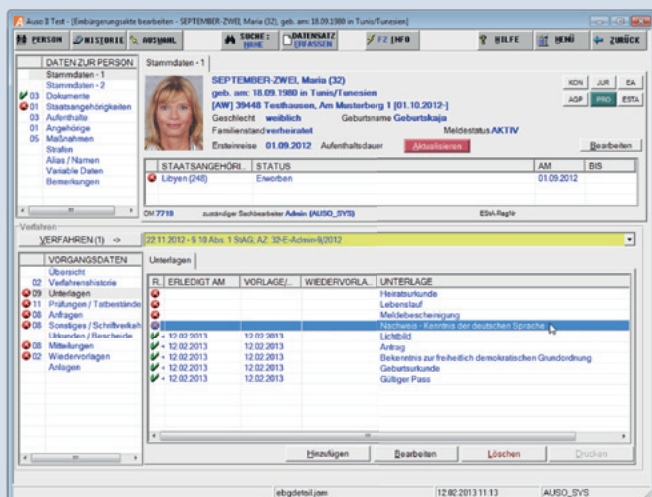 Auso II Test - [Einbürgerungsakte bearbeiten - SEPTEMBER-ZWEI, Maria (32), geb. am: 18.09.1980 in Tunis/Tunesien]
PERSON HISTORIE AUSWAHL SUCHE: NAME DATENSATZ ERFASSEN FZ INFO HILFE MENÜ ZURÜCK
DATEN ZUR PERSON
Stammdaten - 1
Stammdaten - 2
03 Dokumente
01 Staatsangehörigkeiten
03 Aufenthalte
01 Angehörige
05 Maßnahmen
Strafen
Alias / Namen
Variable Daten
Bemerkungen
Stammdaten - 1
SEPTEMBER-ZWEI, Maria (32)
geb. am: 18.09.1980 in Tunis/Tunesien
[AW] 39448 Testhausen, Am Musterberg 1 [01.10.2012-]
Geschlecht weiblich Geburtsname Geburtskaja
Familienstand verheiratet Meldestatus AKTIV
Ersteinreise 01.09.2012 Aufenthaltsdauer Aktualisieren
KON JUR EA
AGP PRO ESTA
Bearbeiten
STAATSANGEHÖRI... STATUS AM BIS
Libyen (248) Erworben 01.09.2012
OM 7719 zuständiger Sachbearbeiter Admin (AUSO_SYS) EStA-RegNr
Verfahren
VERFAHREN (1) -> 22.11.2012 - § 10 Abs. 1 StAG; AZ: 32-E-Admin-9/2012
VORGANGSDATEN
Übersicht
02 Verfahrenshistorie
09 Unterlagen
11 Prüfungen / Tatbestände
08 Anfragen
08 Sonstiges / Schriftverkeh
Urkunden / Bescheide
08 Mitteilungen
02 Wiedervorlagen
Anlagen
Unterlagen
R.. ERLEDIGT AM VORLAGE/... WIEDERVORLA... UNTERLAGE
Heiratsurkunde
Lebenslauf
Meldebescheinigung
Nachweis - Kenntnis der deutschen Sprache
+ 12.02.2013 12.02.2013 Lichtbild
+ 12.02.2013 12.02.2013 Antrag
+ 12.02.2013 12.02.2013 Bekenntnis zur freiheitlich demokratischen Grundordnung
+ 12.02.2013 12.02.2013 Geburtsurkunde
+ 12.02.2013 12.02.2013 Gültiger Pass
Hinzufügen Bearbeiten Löschen Drucken
ebgdetail.jam 12.02.2013 11:13 AUSO_SYS